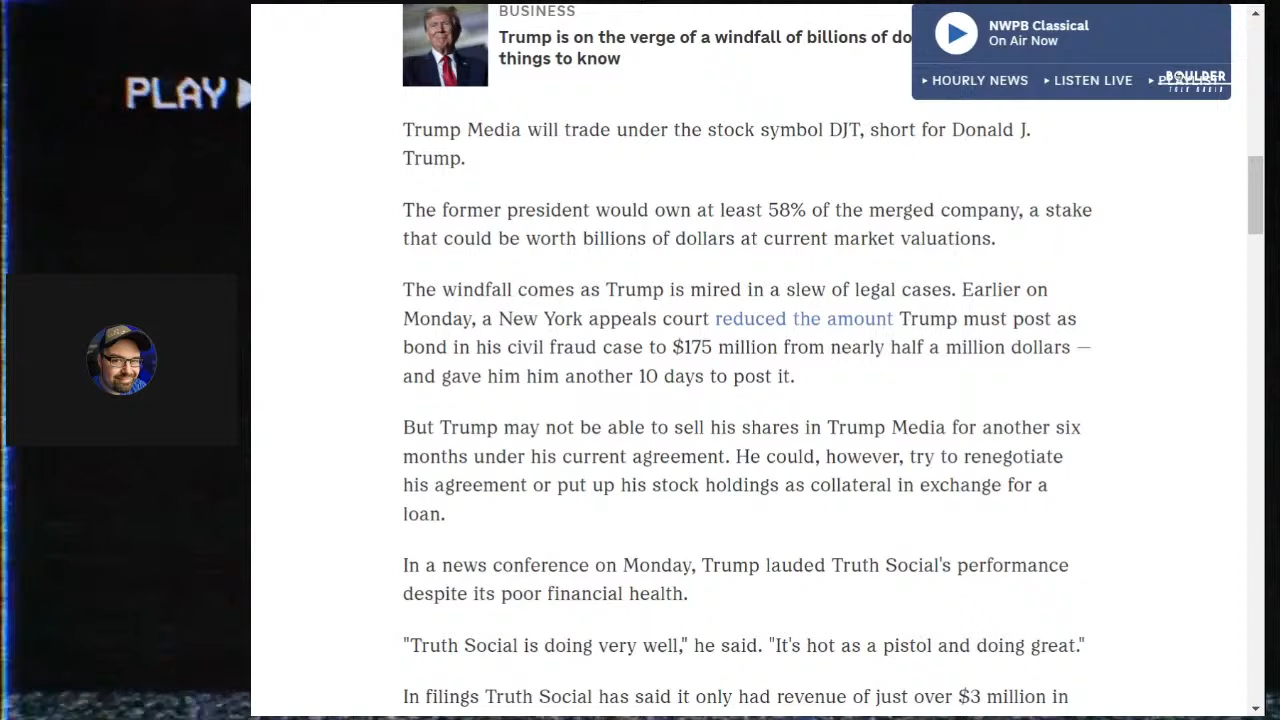 PLAY
BUSINESS
Trump is on the verge of a windfall of billions of do
things to know
NWPB Classical
On Air Now
HOURLY NEWS
LISTEN LIVE
BOULDER
TALK RADIO
Trump Media will trade under the stock symbol DJT, short for Donald J.
Trump.
The former president would own at least 58% of the merged company, a stake
that could be worth billions of dollars at current market valuations.
The windfall comes as Trump is mired in a slew of legal cases. Earlier on
Monday, a New York appeals court reduced the amount Trump must post as
bond in his civil fraud case to $175 million from nearly half a million dollars —
and gave him him another 10 days to post it.
But Trump may not be able to sell his shares in Trump Media for another six
months under his current agreement. He could, however, try to renegotiate
his agreement or put up his stock holdings as collateral in exchange for a
loan.
In a news conference on Monday, Trump lauded Truth Social's performance
despite its poor financial health.
"Truth Social is doing very well," he said. "It's hot as a pistol and doing great."
In filings Truth Social has said it only had revenue of just over $3 million in